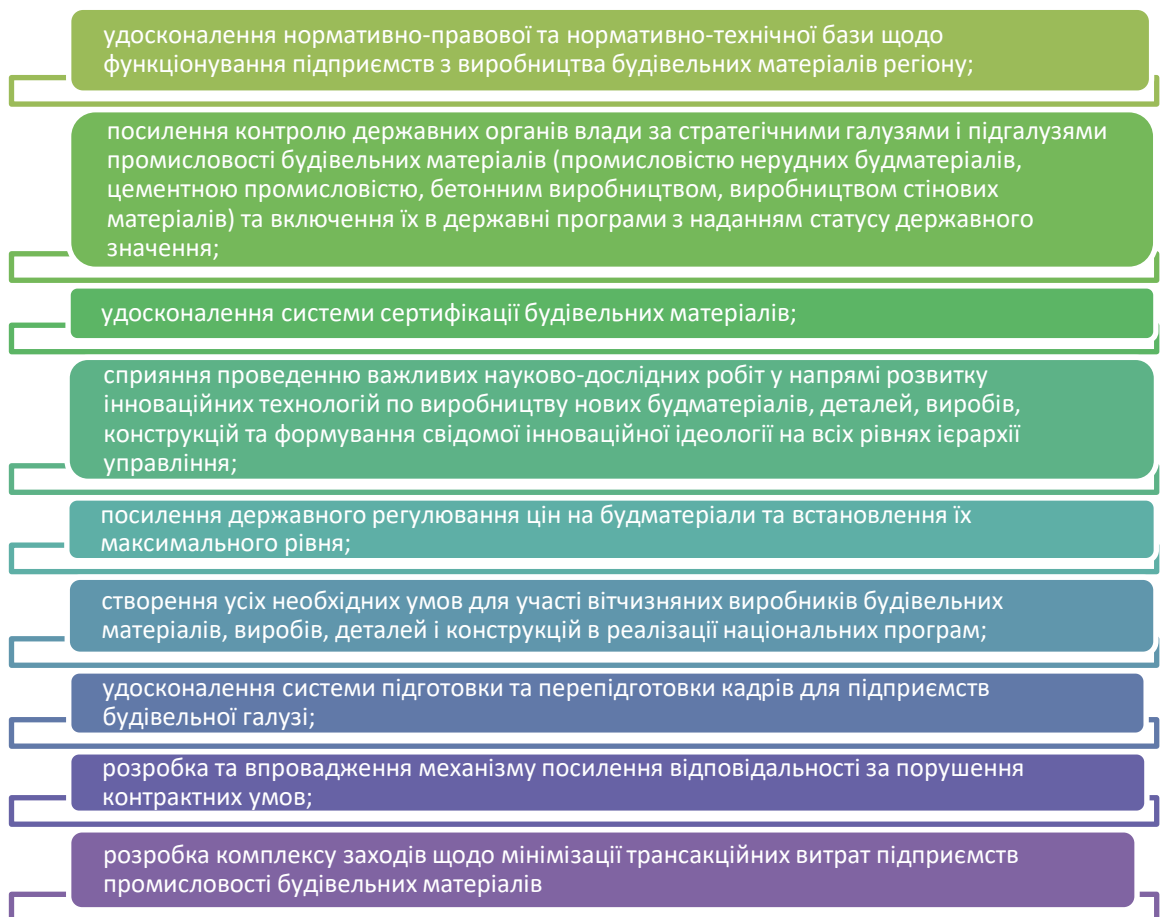 удосконалення нормативно-правової та нормативно-технічної бази щодо
функціонування підприємств з виробництва будівельних матеріалів регіону;
посилення контролю державних органів влади за стратегічними галузями і підгалузями
промисловості будівельних матеріалів (промисловістю нерудних будматеріалів,
цементною промисловістю, бетонним виробництвом, виробництвом стінових
матеріалів) та включення їх в державні програми з наданням статусу державного
значення;
удосконалення системи сертифікації будівельних матеріалів;
сприяння проведенню важливих науково-дослідних робіт у напрямі розвитку
інноваційних технологій по виробництву нових будматеріалів, деталей, виробів,
конструкцій та формування свідомої інноваційної ідеології на всіх рівнях ієрархії
управління;
посилення державного регулювання цін на будматеріали та встановлення їх
максимального рівня;
створення усіх необхідних умов для участі вітчизняних виробників будівельних
матеріалів, виробів, деталей і конструкцій в реалізації національних програм;
удосконалення системи підготовки та перепідготовки кадрів для підприємств
будівельної галузі;
розробка та впровадження механізму посилення відповідальності за порушення
контрактних умов;
розробка комплексу заходів щодо мінімізації трансакційних витрат підприємств
промисловості будівельних матеріалів